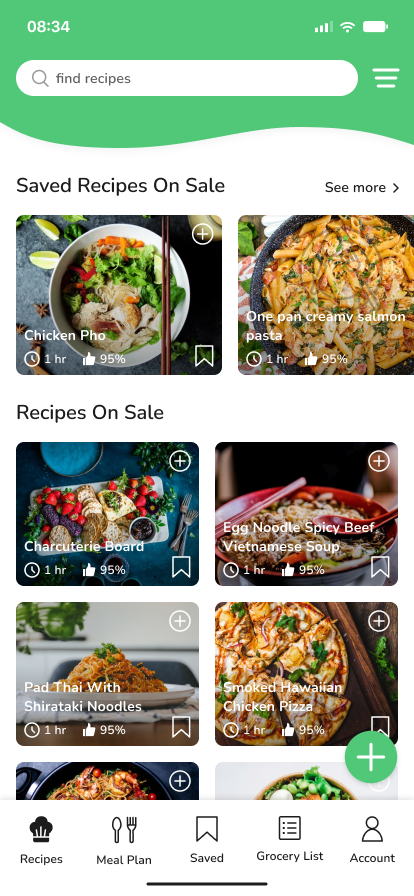 08:34
find recipes
Saved Recipes On Sale
See more
Chicken Pho
1 hr 95%
One pan creamy salmon
pasta
1 hr 95%
Recipes On Sale
Charcuterie Board
1 hr 95%
Egg Noodle Spicy Beef
Vietnamese Soup
1 hr 95%
Pad Thai With
Shirataki Noodles
1 hr 95%
Smoked Hawaiian
Chicken Pizza
1 hr 95%
Recipes
Meal Plan
Saved
Grocery List
Account